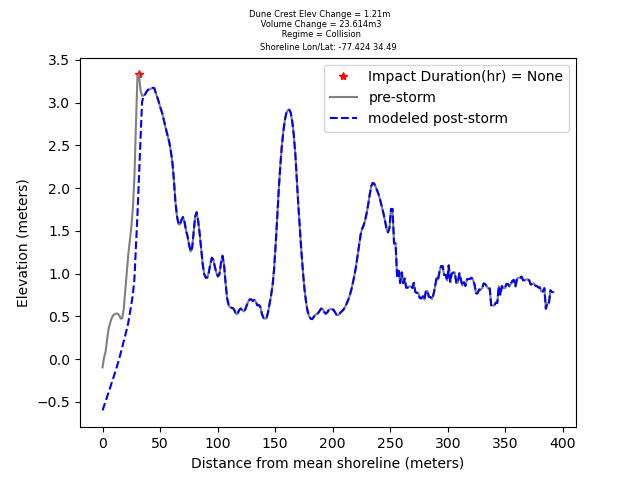 Dune Crest Elev Change = 1.21m
Volume Change = 23.614m3
Regime = Collision
Shoreline Lon/Lat: -77.424 34.49
Impact Duration(hr) = None
pre-storm
modeled post-storm
Elevation (meters)
3.5
3.0
2.5
2.0
1.5
1.0
0.5
0.0
−0.5
0 50 100 150 200 250 300 350 400
Distance from mean shoreline (meters)